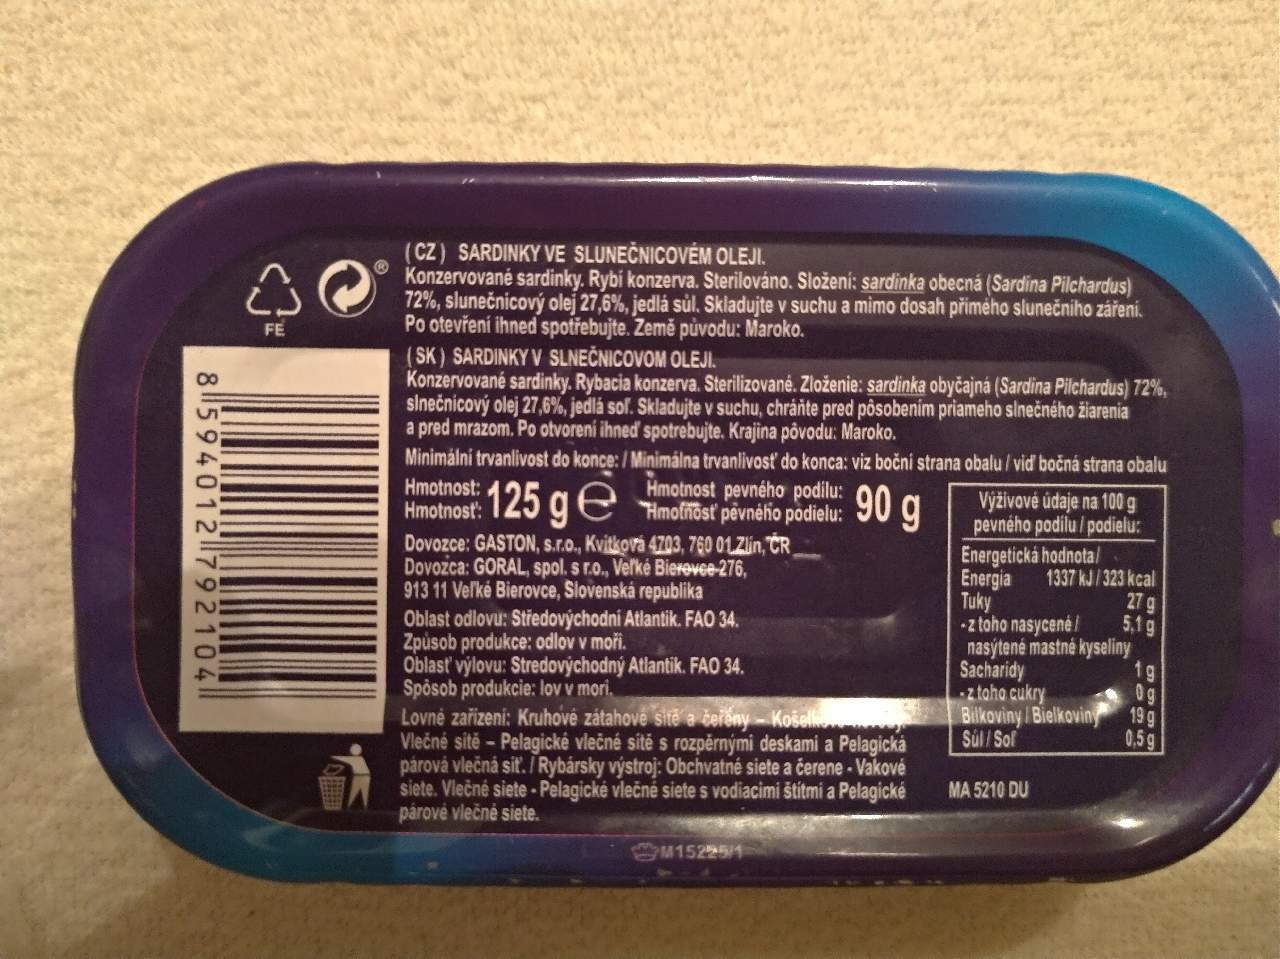 (CZ) SARDINKY VE SLUNEČNICOVÉM OLEJI.
Konzervované sardinky. Rybí konzerva. Sterilováno. Složení: sardinka obecná (Sardina Pilchardus)
72%, slunečnicový olej 27,6%, jedlá sůl. Skladujte v suchu a mimo dosah přímého slunečního záření.
Po otevření ihned spotřebujte. Země původu: Maroko.
(SK) SARDINKY V SLNEČNICOVOM OLEJI.
Konzervované sardinky. Rybacia konzerva. Sterilizované. Zloženie: sardinka obyčajná (Sardina Pilchardus) 72%,
slnečnicový olej 27,6%, jedlá soľ. Skladujte v suchu, chráňte pred pôsobením priameho slnečného žiarenia
a pred mrazom. Po otvorení ihneď spotrebujte. Krajina pôvodu: Maroko.
Minimální trvanlivost do konce: / Minimálna trvanlivosť do konca: viz boční strana obalu / viď bočná strana obalu
Hmotnost: 125 g e Hmotnost pevného podílu: 90 g
Hmotnosť: Hmotnosť pevného podielu:
Dovozce: GASTON, s.r.o., Kvítková 4703, 760 01 Zlín, ČR
Dovozca: GORAL, spol. s r.o., Veľké Bierovce 276,
913 11 Veľké Bierovce, Slovenská republika
Oblast odlovu: Středovýchodní Atlantik. FAO 34.
Způsob produkce: odlov v moři.
Oblasť výlovu: Stredovýchodný Atlantik. FAO 34.
Spôsob produkcie: lov v mori.
Lovné zařízení: Kruhové zátahové sítě a čeřeny –
Vlečné sítě – Pelagické vlečné sítě s rozpěrnými deskami a Pelagická
párová vlečná síť. / Rybársky výstroj: Obchvatné siete a čerene - Vakové
siete. Vlečné siete - Pelagické vlečné siete s vodiacimi štítmi a Pelagické
párové vlečné siete.
Výživové údaje na 100 g
pevného podílu / podielu:
Energetická hodnota /
Energia 1337 kJ / 323 kcal
Tuky 27 g
- z toho nasycené / 5,1 g
nasýtené mastné kyseliny
Sacharidy 1 g
- z toho cukry 0 g
Bílkoviny / Bielkoviny 19 g
Sůl / Soľ 0,5 g
MA 5210 DU
FE
®
8 594012 792104
M15225/1